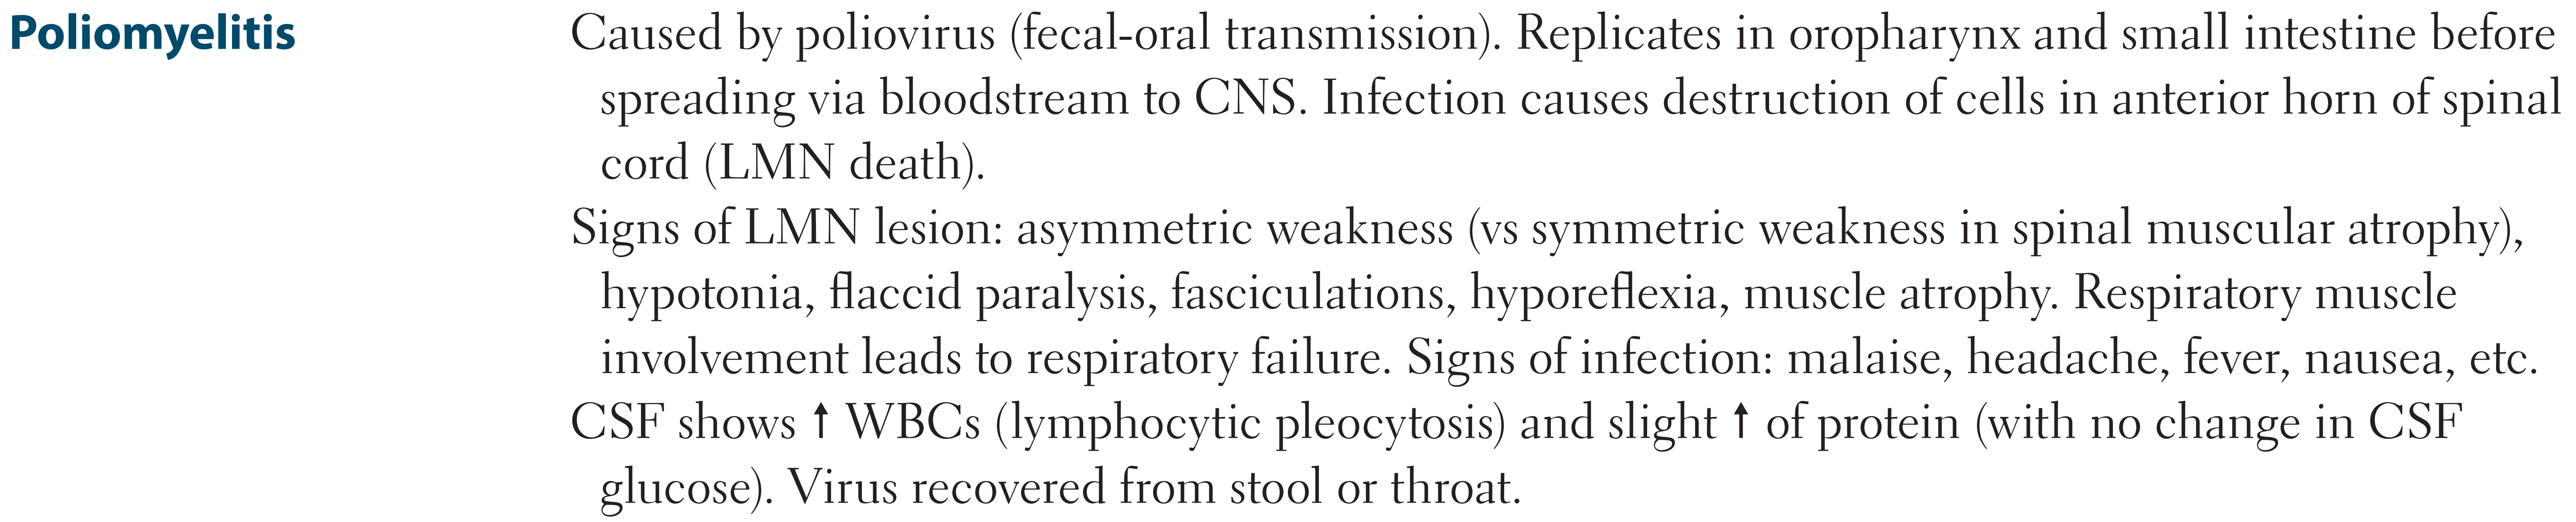 Poliomyelitis
Caused by poliovirus (fecal-oral transmission). Replicates in oropharynx and small intestine before
spreading via bloodstream to CNS. Infection causes destruction of cells in anterior horn of spinal
cord (LMN death).
Signs of LMN lesion: asymmetric weakness (vs symmetric weakness in spinal muscular atrophy),
hypotonia, flaccid paralysis, fasciculations, hyporeflexia, muscle atrophy. Respiratory muscle
involvement leads to respiratory failure. Signs of infection: malaise, headache, fever, nausea, etc.
CSF shows ↑ WBCs (lymphocytic pleocytosis) and slight ↑ of protein (with no change in CSF
glucose). Virus recovered from stool or throat.